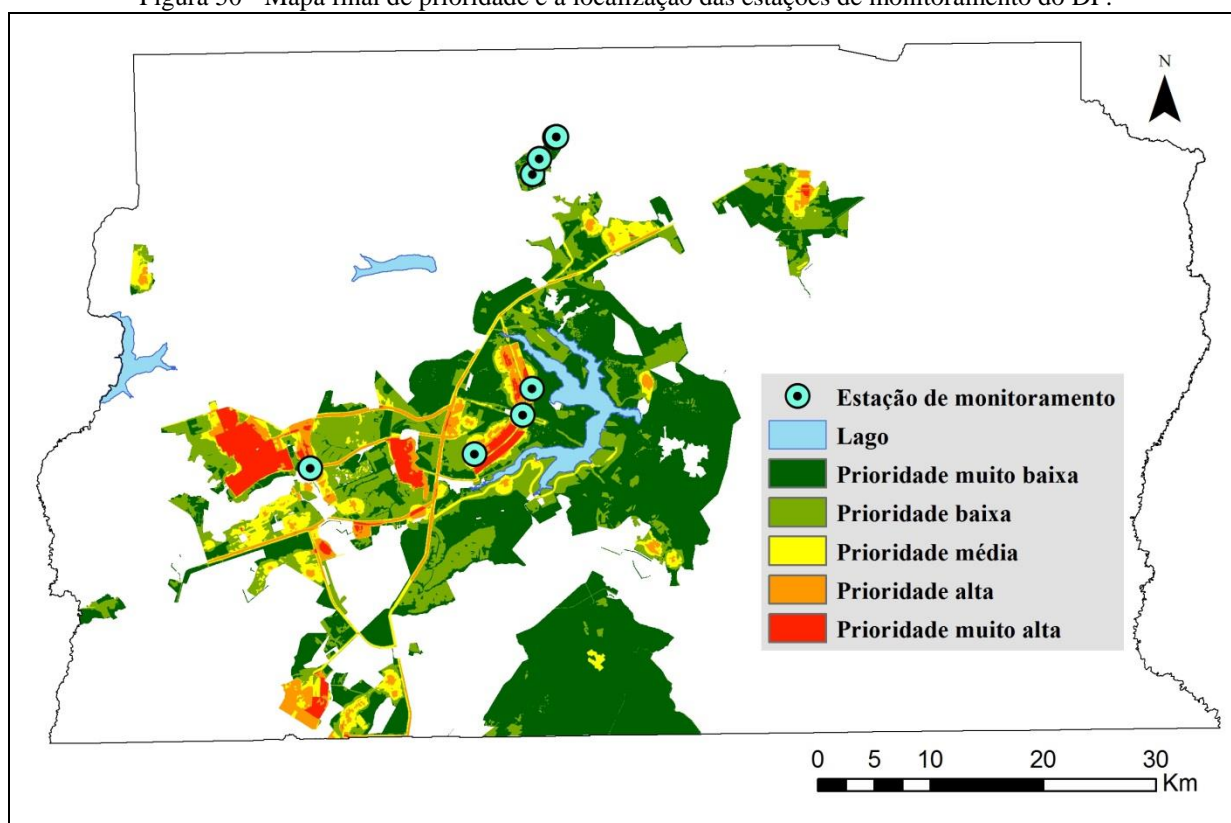 Figura 30 - Mapa final de prioridade e a localização das estações de monitoramento do DF.
N
Estação de monitoramento
Lago
Prioridade muito baixa
Prioridade baixa
Prioridade média
Prioridade alta
Prioridade muito alta
0 5 10 20 30
Km